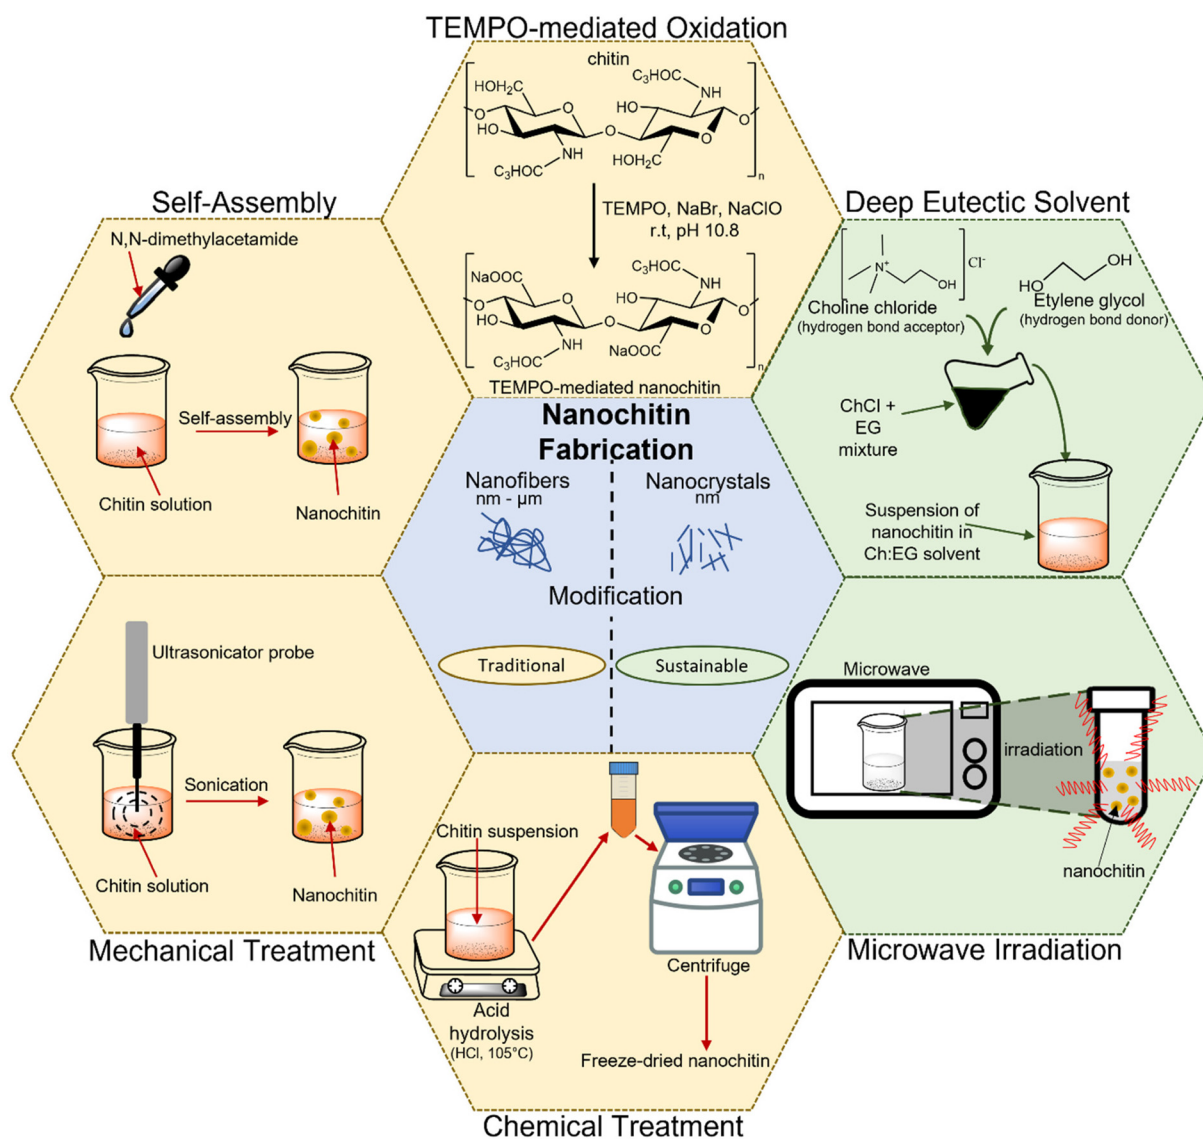 TEMPO-mediated Oxidation
chitin
HOH₂C
O
O
HO
NH
C₃HOC
C₃HOC
NH
HO
O
O
O
HOH₂C
n
TEMPO, NaBr, NaClO
r.t, pH 10.8
NaOOC
O
O
HO
NH
C₃HOC
C₃HOC
NH
HO
O
O
O
NaOOC
n
TEMPO-mediated nanochitin
Self-Assembly
N,N-dimethylacetamide
Self-assembly
Chitin solution
Nanochitin
Deep Eutectic Solvent
N⁺
OH
Cl⁻
OH
HO
Choline chloride
(hydrogen bond acceptor)
Etylene glycol
(hydrogen bond donor)
ChCl +
EG
mixture
Suspension of
nanochitin in
Ch:EG solvent
Nanochitin
Fabrication
Nanofibers
nm - µm
Nanocrystals
nm
Modification
Traditional
Sustainable
Ultrasonicator probe
Sonication
Chitin solution
Nanochitin
Mechanical Treatment
Microwave
irradiation
nanochitin
Microwave Irradiation
Chitin suspension
Acid
hydrolysis
(HCl, 105°C)
Centrifuge
Freeze-dried nanochitin
Chemical Treatment